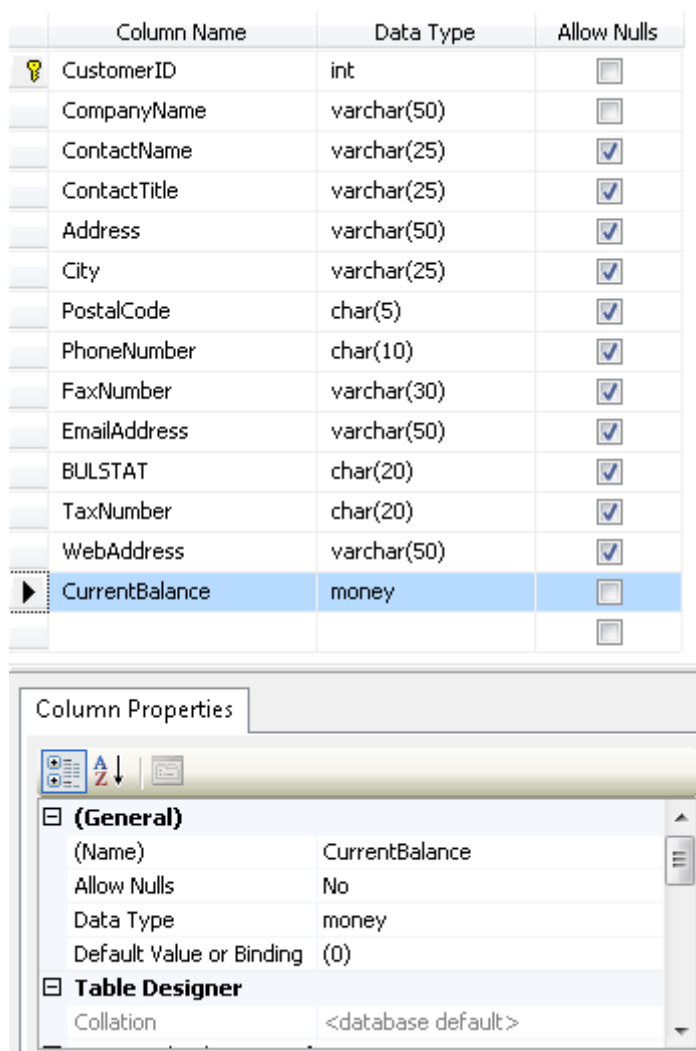 Column Name Data Type Allow Nulls
CustomerID int
CompanyName varchar(50)
ContactName varchar(25)
ContactTitle varchar(25)
Address varchar(50)
City varchar(25)
PostalCode char(5)
PhoneNumber char(10)
FaxNumber varchar(30)
EmailAddress varchar(50)
BULSTAT char(20)
TaxNumber char(20)
WebAddress varchar(50)
CurrentBalance money
Column Properties
A
Z
(General)
(Name) CurrentBalance
Allow Nulls No
Data Type money
Default Value or Binding (0)
Table Designer
Collation <database default>